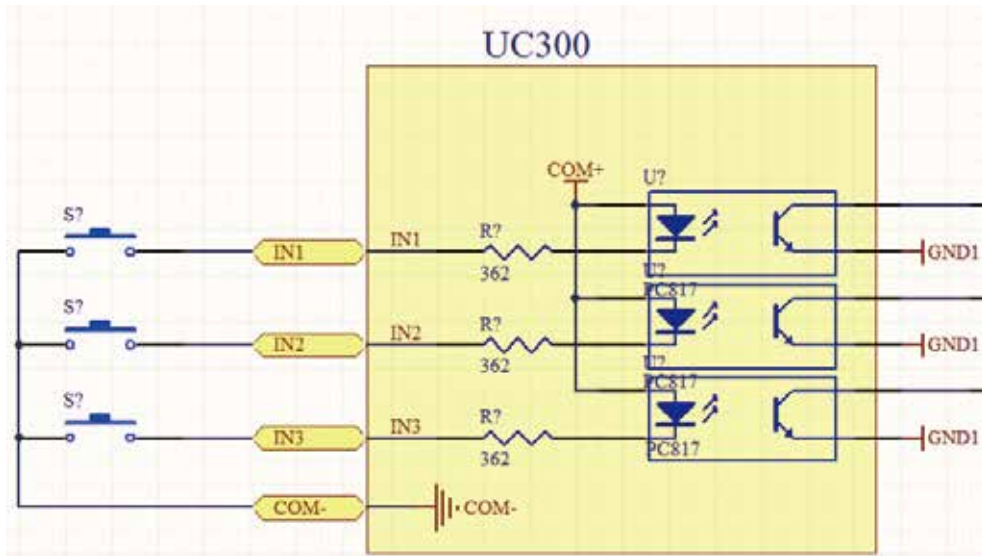 UC300
COM+
U?
S?
R?
IN1
IN1
362
GND1
U?
PC817
S?
R?
IN2
IN2
362
GND1
U?
PC817
S?
R?
IN3
IN3
362
PC817
GND1
COM-
COM-